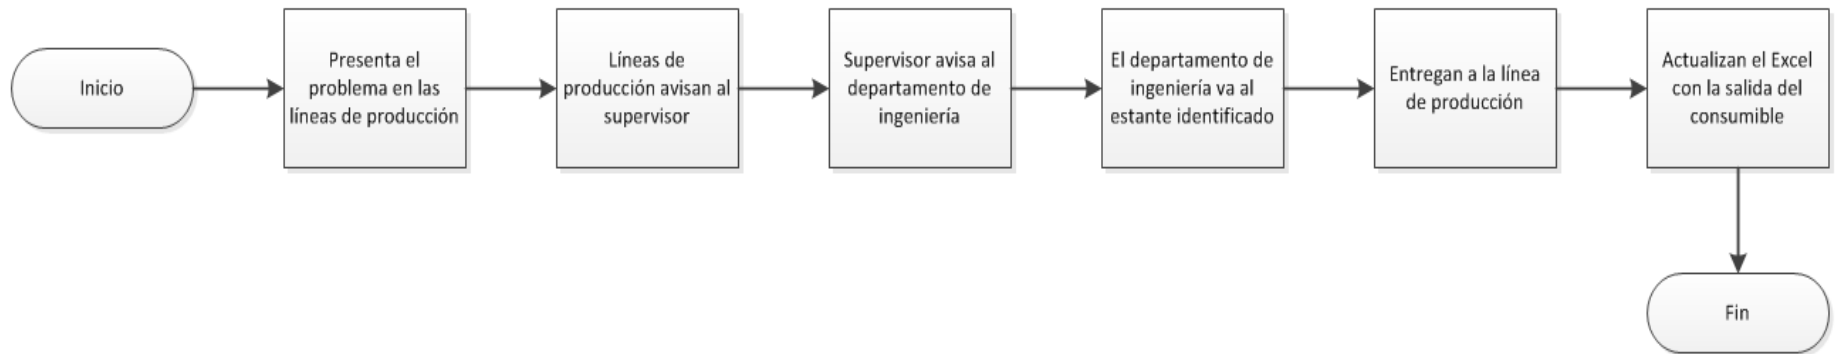 Inicio
Presenta el
problema en las
líneas de producción
Líneas de
producción avisan al
supervisor
Supervisor avisa al
departamento de
ingeniería
El departamento de
ingeniería va al
estante identificado
Entregan a la línea
de producción
Actualizan el Excel
con la salida del
consumible
Fin